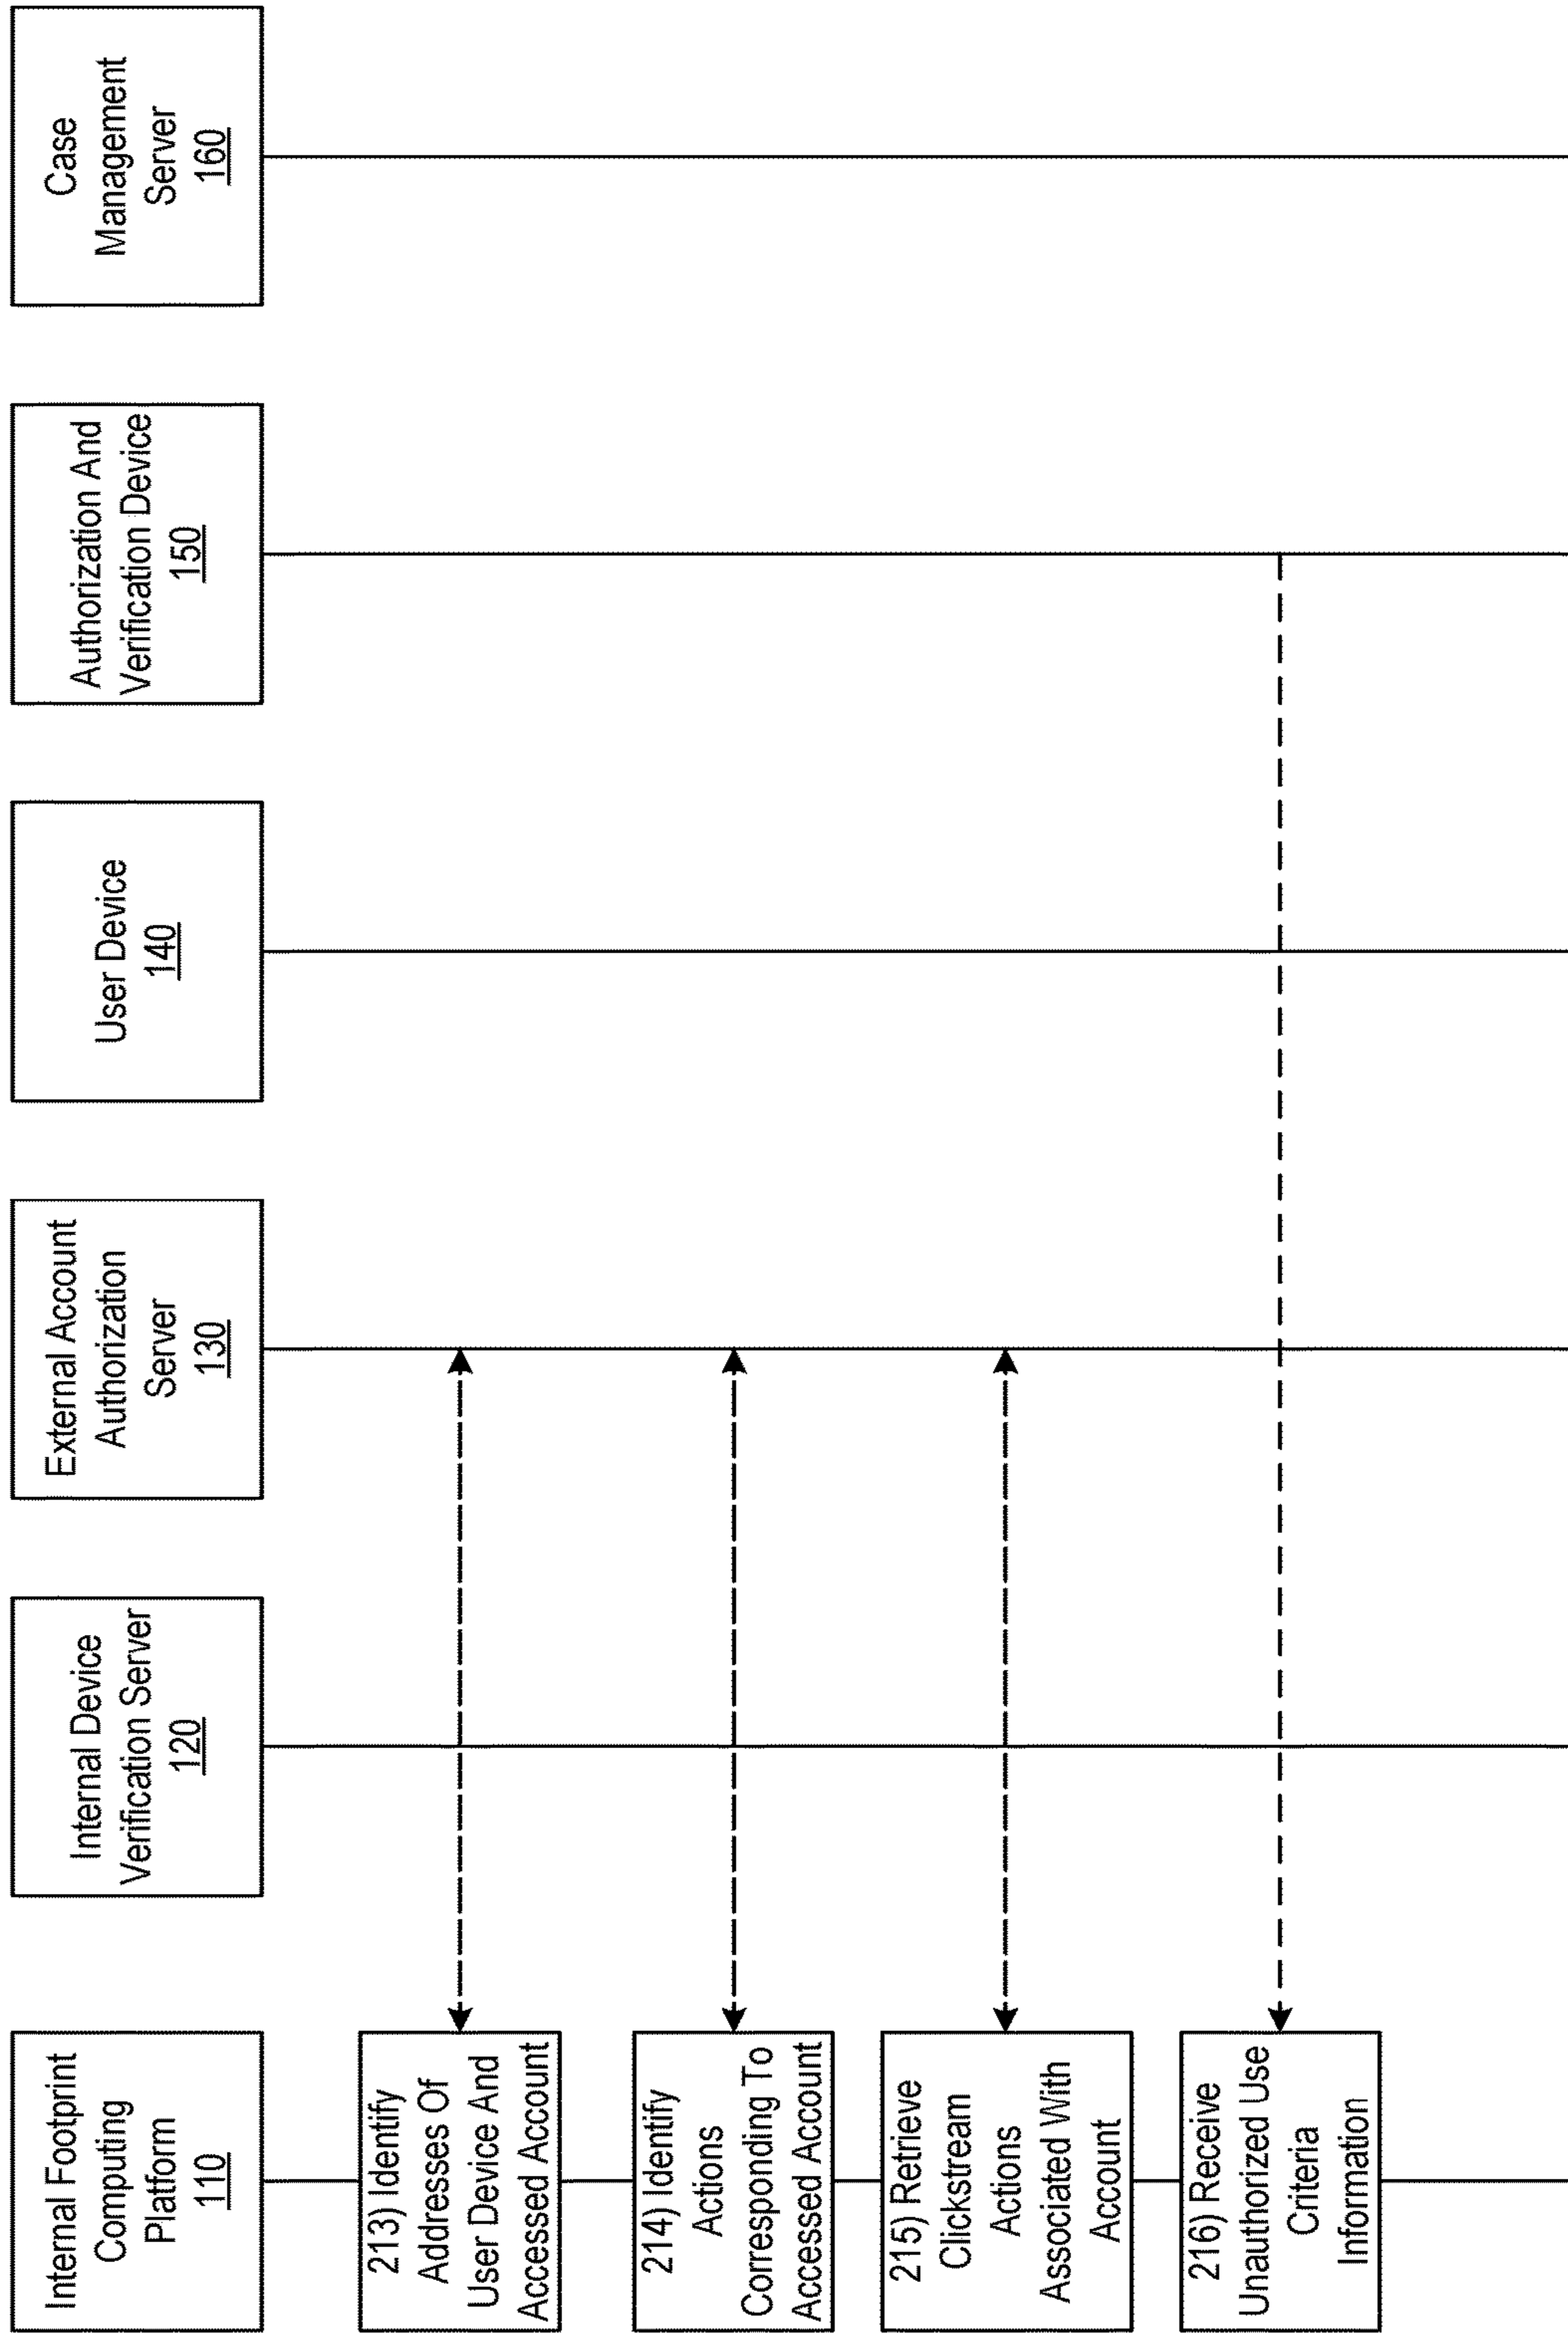 Internal Footprint
Computing
Platform
110
Internal Device
Verification Server
120
External Account
Authorization
Server
130
User Device
140
Authorization And
Verification Device
150
Case
Management
Server
160
213) Identify
Addresses Of
User Device And
Accessed Account
214) Identify
Actions
Corresponding To
Accessed Account
215) Retrieve
Clickstream
Actions
Associated With
Account
216) Receive
Unauthorized Use
Criteria
Information